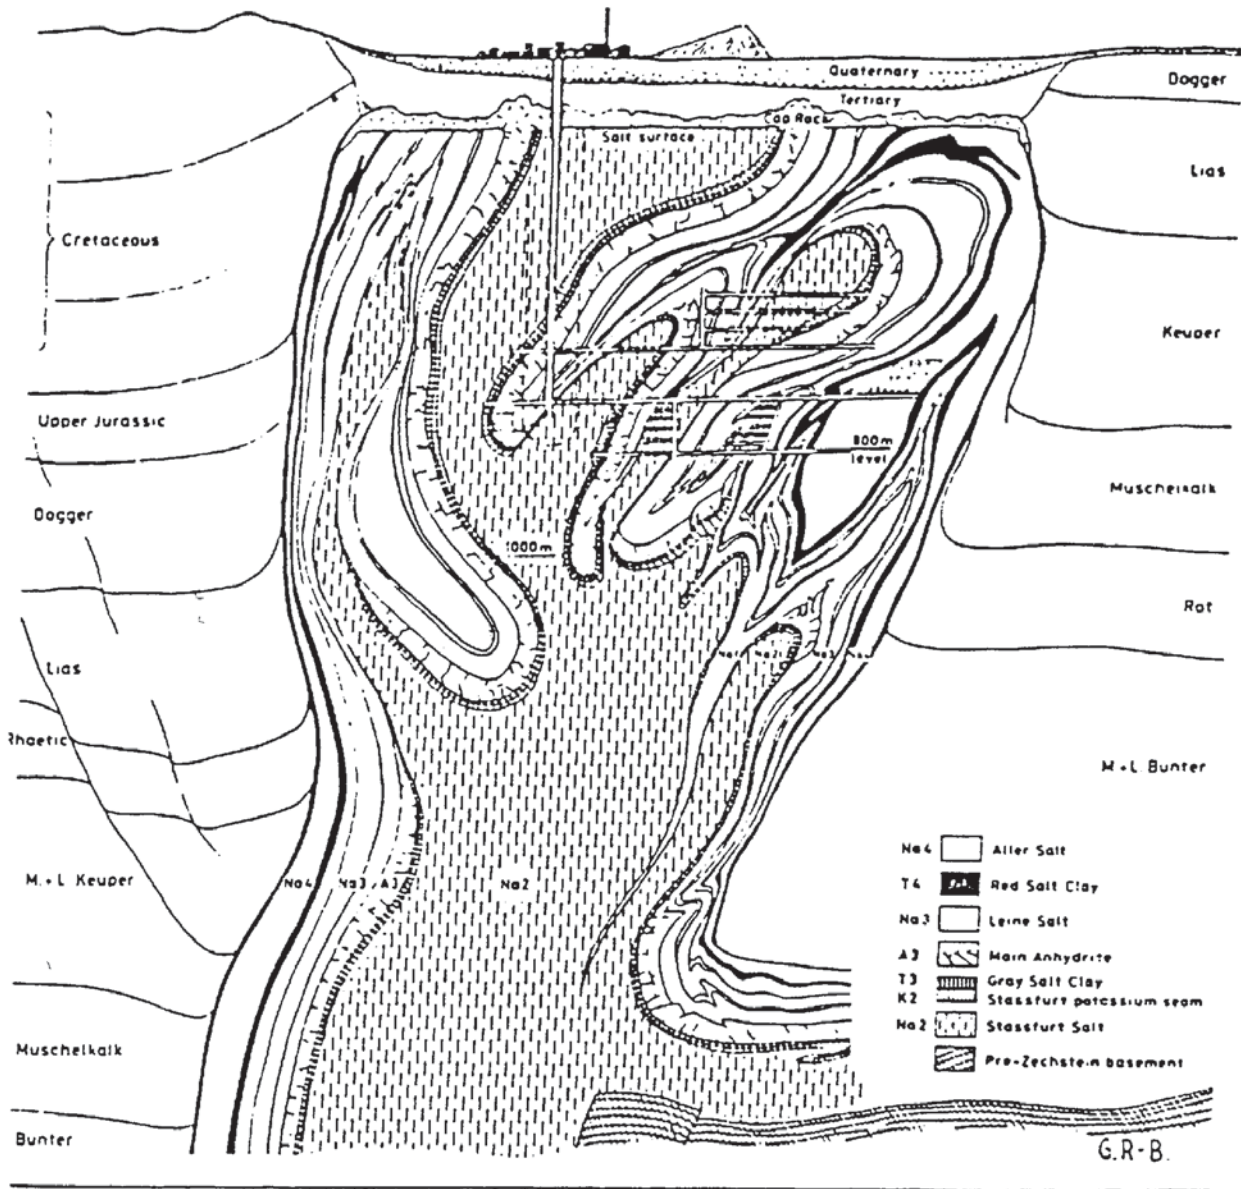 Quaternary
Tertiary
Cap Rock
Salt surface
Dogger
Lias
Cretaceous
Keuper
Upper Jurassic
800m
level
Muschelkalk
Dogger
1000m
Rot
Lias
Na2 Na3
Rhaetic
M+L. Bunter
Na4 Aller Salt
T4 Red Salt Clay
M.+L. Keuper
Na4 Na3 A3 Na2
Na3 Leine Salt
A3 Main Anhydrite
T3 Gray Salt Clay
K2 Stassfurt potassium seam
Na2 Stassfurt Salt
Muschelkalk
Pre-Zechstein basement
Bunter
G.R-B.